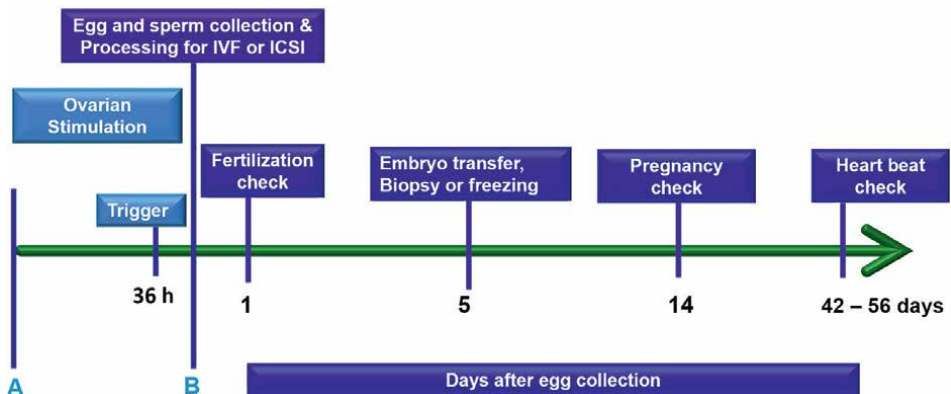 Egg and sperm collection &
Processing for IVF or ICSI
Ovarian
Stimulation
Fertilization
check
Embryo transfer,
Biopsy or freezing
Pregnancy
check
Heart beat
check
Trigger
36 h
1
5
14
42 – 56 days
A
B
Days after egg collection